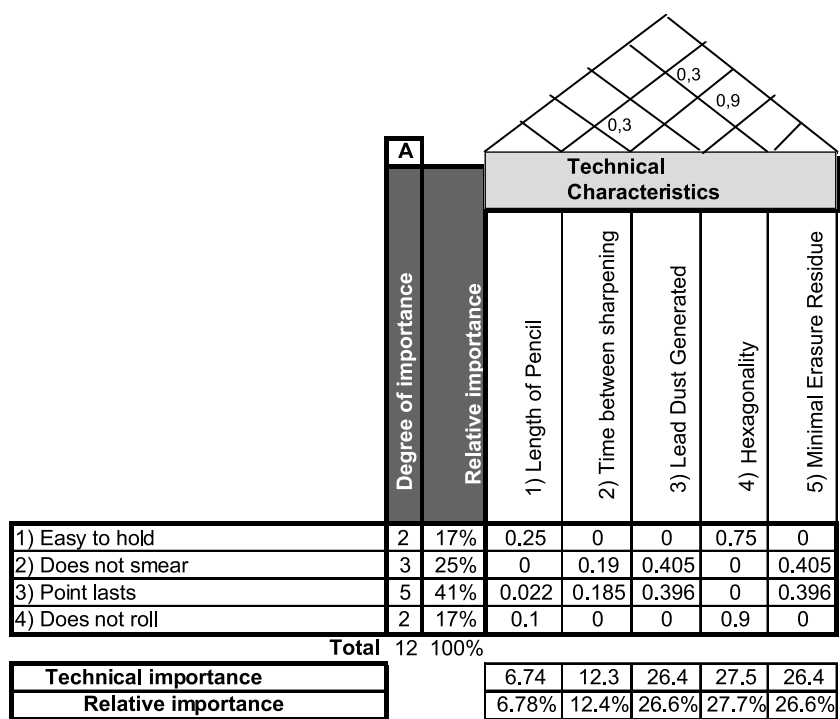 0,3
0,9
0,3
A
Technical
Characteristics
Degree of importance
Relative importance
1) Length of Pencil
2) Time between sharpening
3) Lead Dust Generated
4) Hexagonality
5) Minimal Erasure Residue
1) Easy to hold 2 17% 0.25 0 0 0.75 0
2) Does not smear 3 25% 0 0.19 0.405 0 0.405
3) Point lasts 5 41% 0.022 0.185 0.396 0 0.396
4) Does not roll 2 17% 0.1 0 0 0.9 0
Total 12 100%
Technical importance 6.74 12.3 26.4 27.5 26.4
Relative importance 6.78% 12.4% 26.6% 27.7% 26.6%